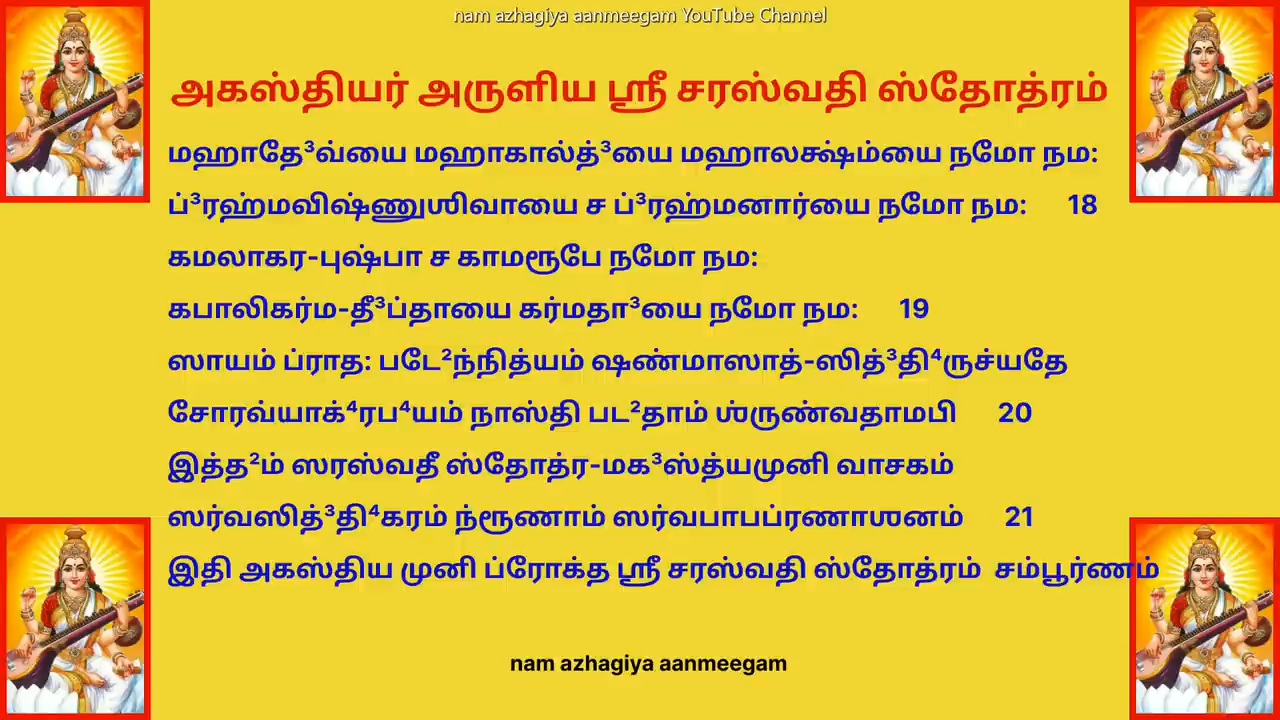 nam azhagiya aanmeegam YouTube Channel
அகஸ்தியர் அருளிய ஸ்ரீ சரஸ்வதி ஸ்தோத்ரம்
மஹாதே³வ்யை மஹாகால்த்³யை மஹாலக்ஷ்ம்யை நமோ நம:
ப்³ரஹ்மவிஷ்ணுஶிவாயை ச ப்³ரஹ்மனார்யை நமோ நம: 18
கமலாகர-புஷ்பா ச காமரூபே நமோ நம:
கபாலிகர்ம-தீ³ப்தாயை கர்மதா³யை நமோ நம: 19
ஸாயம் ப்ராத: படே²ந்நித்யம் ஷண்மாஸாத்-ஸித்³தி⁴ருச்யதே
சோரவ்யாக்⁴ரப⁴யம் நாஸ்தி பட²தாம் ஶ்ருண்வதாமபி 20
இத்த²ம் ஸரஸ்வதீ ஸ்தோத்ர-மக³ஸ்த்யமுனி வாசகம்
ஸர்வஸித்³தி⁴கரம் ந்ரூணாம் ஸர்வபாபப்ரணாஶனம் 21
இதி அகஸ்திய முனி ப்ரோக்த ஸ்ரீ சரஸ்வதி ஸ்தோத்ரம் சம்பூர்ணம்
nam azhagiya aanmeegam